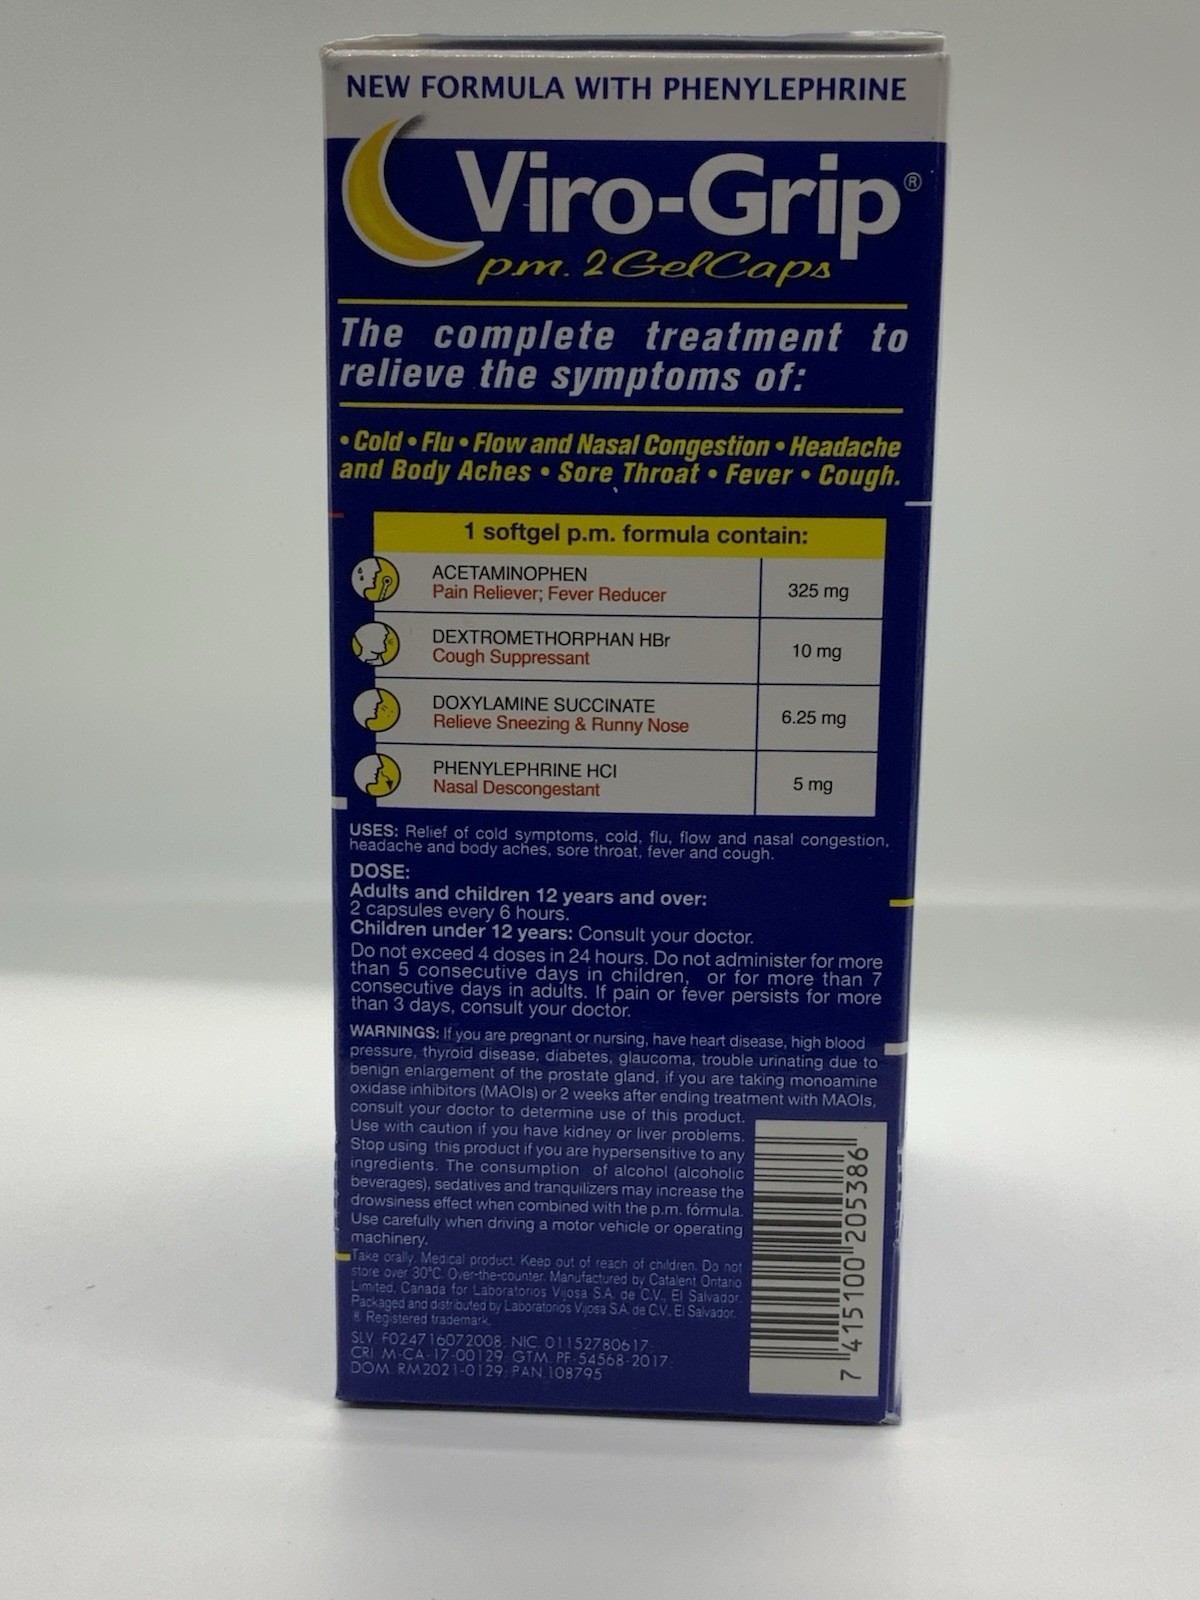 NEW FORMULA WITH PHENYLEPHRINE
Viro-Grip®
p.m. 2 GelCaps
The complete treatment to
relieve the symptoms of:
• Cold • Flu • Flow and Nasal Congestion • Headache
and Body Aches • Sore Throat • Fever • Cough.
1 softgel p.m. formula contain:
ACETAMINOPHEN
Pain Reliever; Fever Reducer
325 mg
DEXTROMETHORPHAN HBr
Cough Suppressant
10 mg
DOXYLAMINE SUCCINATE
Relieve Sneezing & Runny Nose
6.25 mg
PHENYLEPHRINE HCl
Nasal Descongestant
5 mg
USES: Relief of cold symptoms, cold, flu, flow and nasal congestion,
headache and body aches, sore throat, fever and cough.
DOSE:
Adults and children 12 years and over:
2 capsules every 6 hours.
Children under 12 years: Consult your doctor.
Do not exceed 4 doses in 24 hours. Do not administer for more
than 5 consecutive days in children, or for more than 7
consecutive days in adults. If pain or fever persists for more
than 3 days, consult your doctor.
WARNINGS: If you are pregnant or nursing, have heart disease, high blood
pressure, thyroid disease, diabetes, glaucoma, trouble urinating due to
benign enlargement of the prostate gland, if you are taking monoamine
oxidase inhibitors (MAOIs) or 2 weeks after ending treatment with MAOIs,
consult your doctor to determine use of this product.
Use with caution if you have kidney or liver problems.
Stop using this product if you are hypersensitive to any
ingredients. The consumption of alcohol (alcoholic
beverages), sedatives and tranquilizers may increase the
drowsiness effect when combined with the p.m. fórmula.
Use carefully when driving a motor vehicle or operating
machinery.
Take orally. Medical product. Keep out of reach of children. Do not
store over 30°C. Over-the-counter. Manufactured by Catalent Ontario
Limited, Canada for Laboratorios Vijosa S.A. de C.V., El Salvador.
Packaged and distributed by Laboratorios Vijosa S.A. de C.V., El Salvador.
® Registered trademark.
SLV. F024716072008; NIC. 01152780617;
CRI. M-CA-17-00129; GTM. PF-54568-2017;
DOM. RM2021-0129; PAN.108795
7 415100 205386